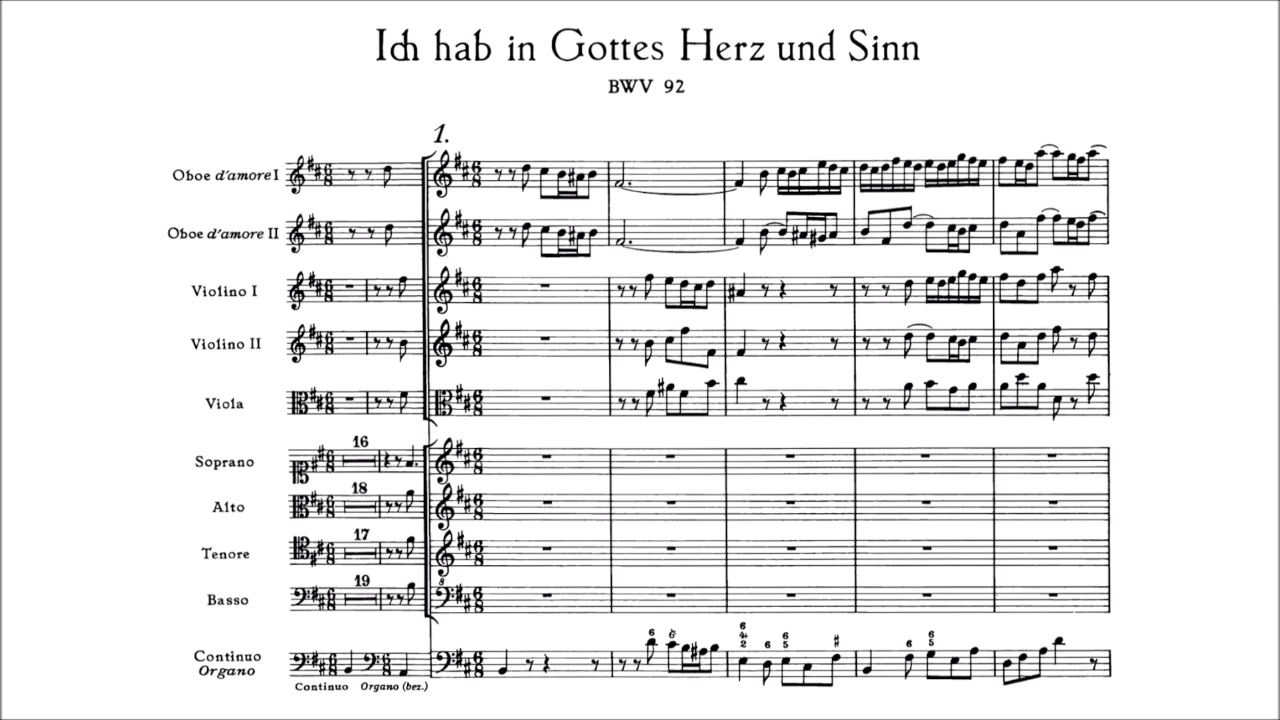 Ich hab in Gottes Herz und Sinn
BWV 92
1.
Oboe d'amore I
Oboe d'amore II
Violino I
Violino II
Viola
Soprano 16
Alto 18
Tenore 17
Basso 19
Continuo
Organo
Continuo Organo (bez.)